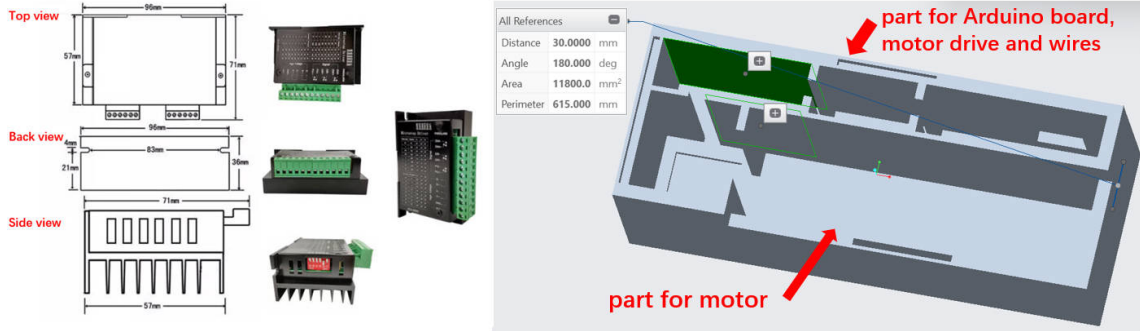 Top view
96mm
57mm
71mm
Back view
96mm
4mm
83mm
21mm
36mm
71mm
Side view
57mm
All References
Distance 30.0000 mm
Angle 180.000 deg
Area 11800.0 mm²
Perimeter 615.000 mm
part for Arduino board,
motor drive and wires
part for motor